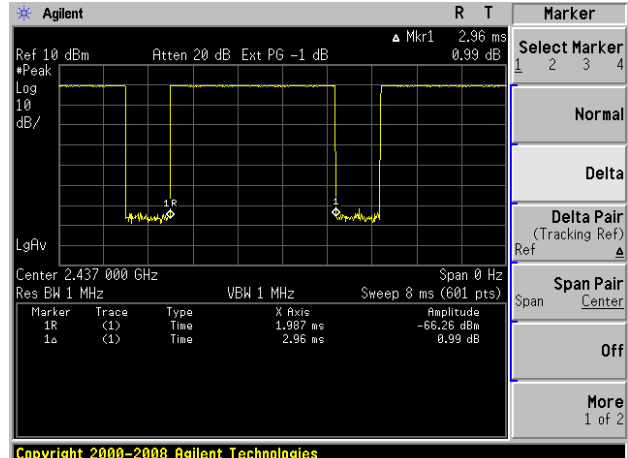 Agilent R T Marker
Mkr1 2.96 ms
Ref 10 dBm Atten 20 dB Ext PG -1 dB 0.99 dB
#Peak
Log
10
dB/
1R 1
LgAv
Center 2.437 000 GHz Span 0 Hz
Res BW 1 MHz VBW 1 MHz Sweep 8 ms (601 pts)
Marker Trace Type X Axis Amplitude
1R (1) Time 1.987 ms -66.26 dBm
1Δ (1) Time 2.96 ms 0.99 dB
Select Marker
1 2 3 4
Normal
Delta
Delta Pair
(Tracking Ref)
Ref Δ
Span Pair
Span Center
Off
More
1 of 2
Copyright 2000-2008 Agilent Technologies